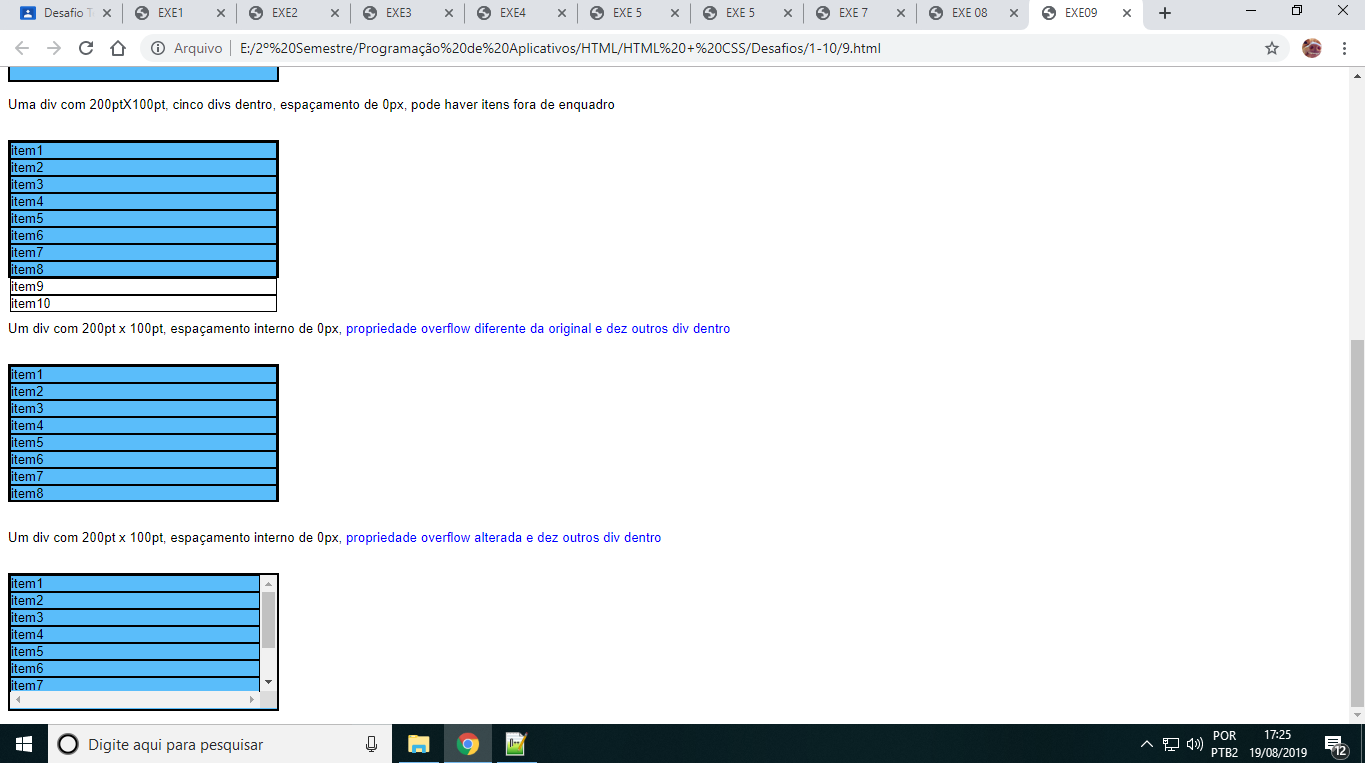 Desafio T
EXE1
EXE2
EXE3
EXE4
EXE 5
EXE 5
EXE 7
EXE 08
EXE09
Arquivo
E:/2º%20Semestre/Programação%20de%20Aplicativos/HTML/HTML%20+%20CSS/Desafios/1-10/9.html
Uma div com 200ptX100pt, cinco divs dentro, espaçamento de 0px, pode haver itens fora de enquadro
item1
item2
item3
item4
item5
item6
item7
item8
item9
item10
Um div com 200pt x 100pt, espaçamento interno de 0px, propriedade overflow diferente da original e dez outros div dentro
item1
item2
item3
item4
item5
item6
item7
item8
Um div com 200pt x 100pt, espaçamento interno de 0px, propriedade overflow alterada e dez outros div dentro
item1
item2
item3
item4
item5
item6
item7
Digite aqui para pesquisar
POR
PTB2
17:25
19/08/2019
12